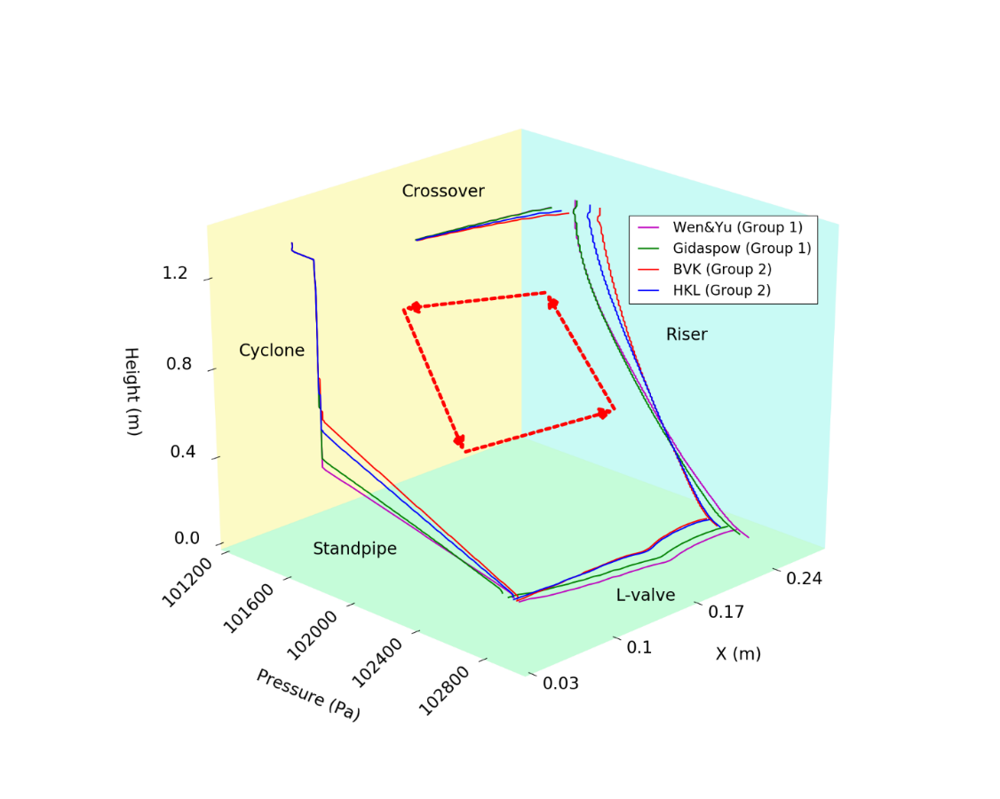 Crossover
Wen&Yu (Group 1)
Gidaspow (Group 1)
BVK (Group 2)
HKL (Group 2)
Riser
Cyclone
Standpipe
L-valve
1.2
0.8
0.4
0.0
Height (m)
101200
101600
102000
102400
102800
Pressure (Pa)
0.03
0.1
0.17
0.24
X (m)